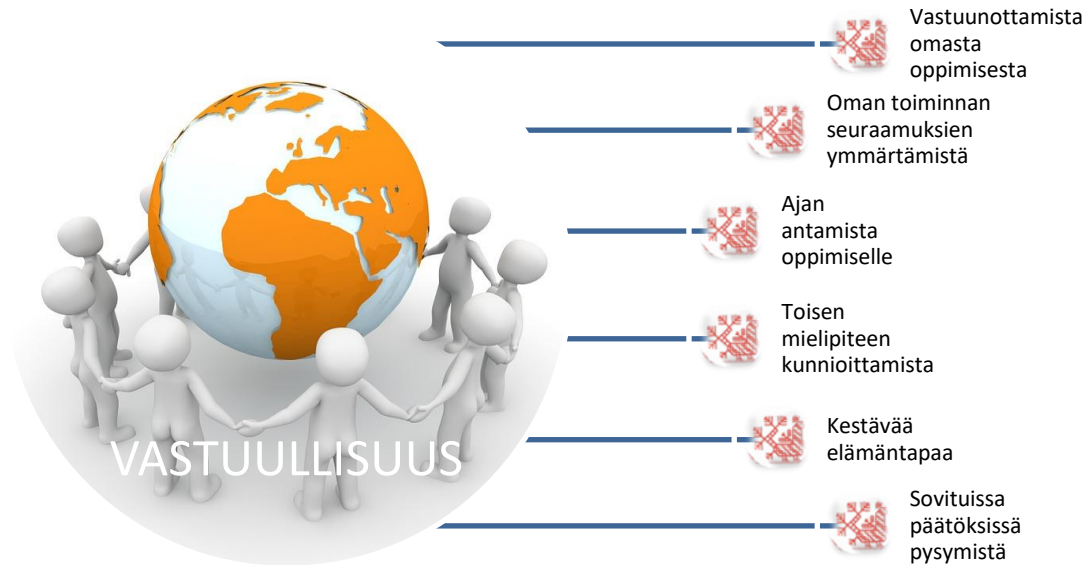 Vastuunottamista
omasta
oppimisesta
Oman toiminnan
seuraamuksien
ymmärtämistä
Ajan
antamista
oppimiselle
Toisen
mielipiteen
kunnioittamista
Kestävää
elämäntapaa
VASTUULLISUUS
Sovituissa
päätöksissä
pysymistä